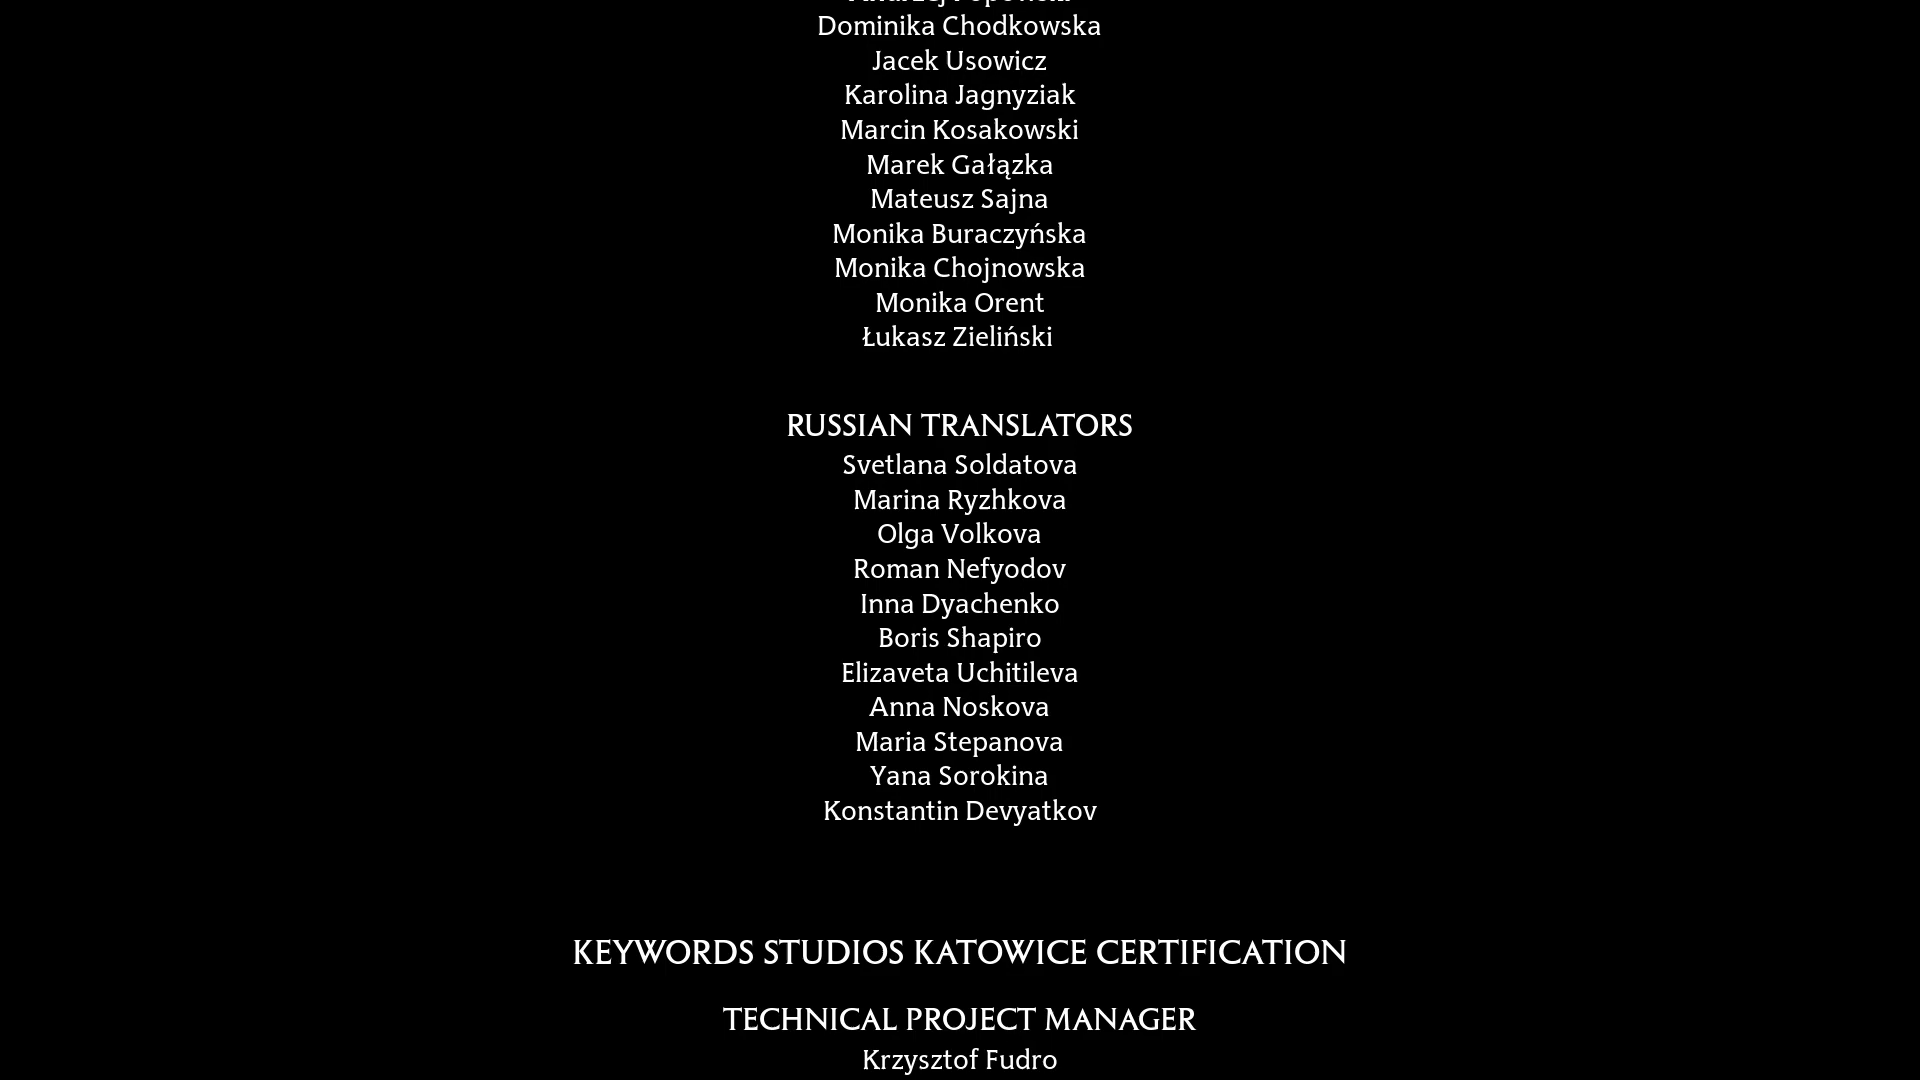 Dominika Chodkowska
Jacek Usowicz
Karolina Jagnyziak
Marcin Kosakowski
Marek Gałązka
Mateusz Sajna
Monika Buraczyńska
Monika Chojnowska
Monika Orent
Łukasz Zieliński
RUSSIAN TRANSLATORS
Svetlana Soldatova
Marina Ryzhkova
Olga Volkova
Roman Nefyodov
Inna Dyachenko
Boris Shapiro
Elizaveta Uchitileva
Anna Noskova
Maria Stepanova
Yana Sorokina
Konstantin Devyatkov
KEYWORDS STUDIOS KATOWICE CERTIFICATION
TECHNICAL PROJECT MANAGER
Krzysztof Fudro